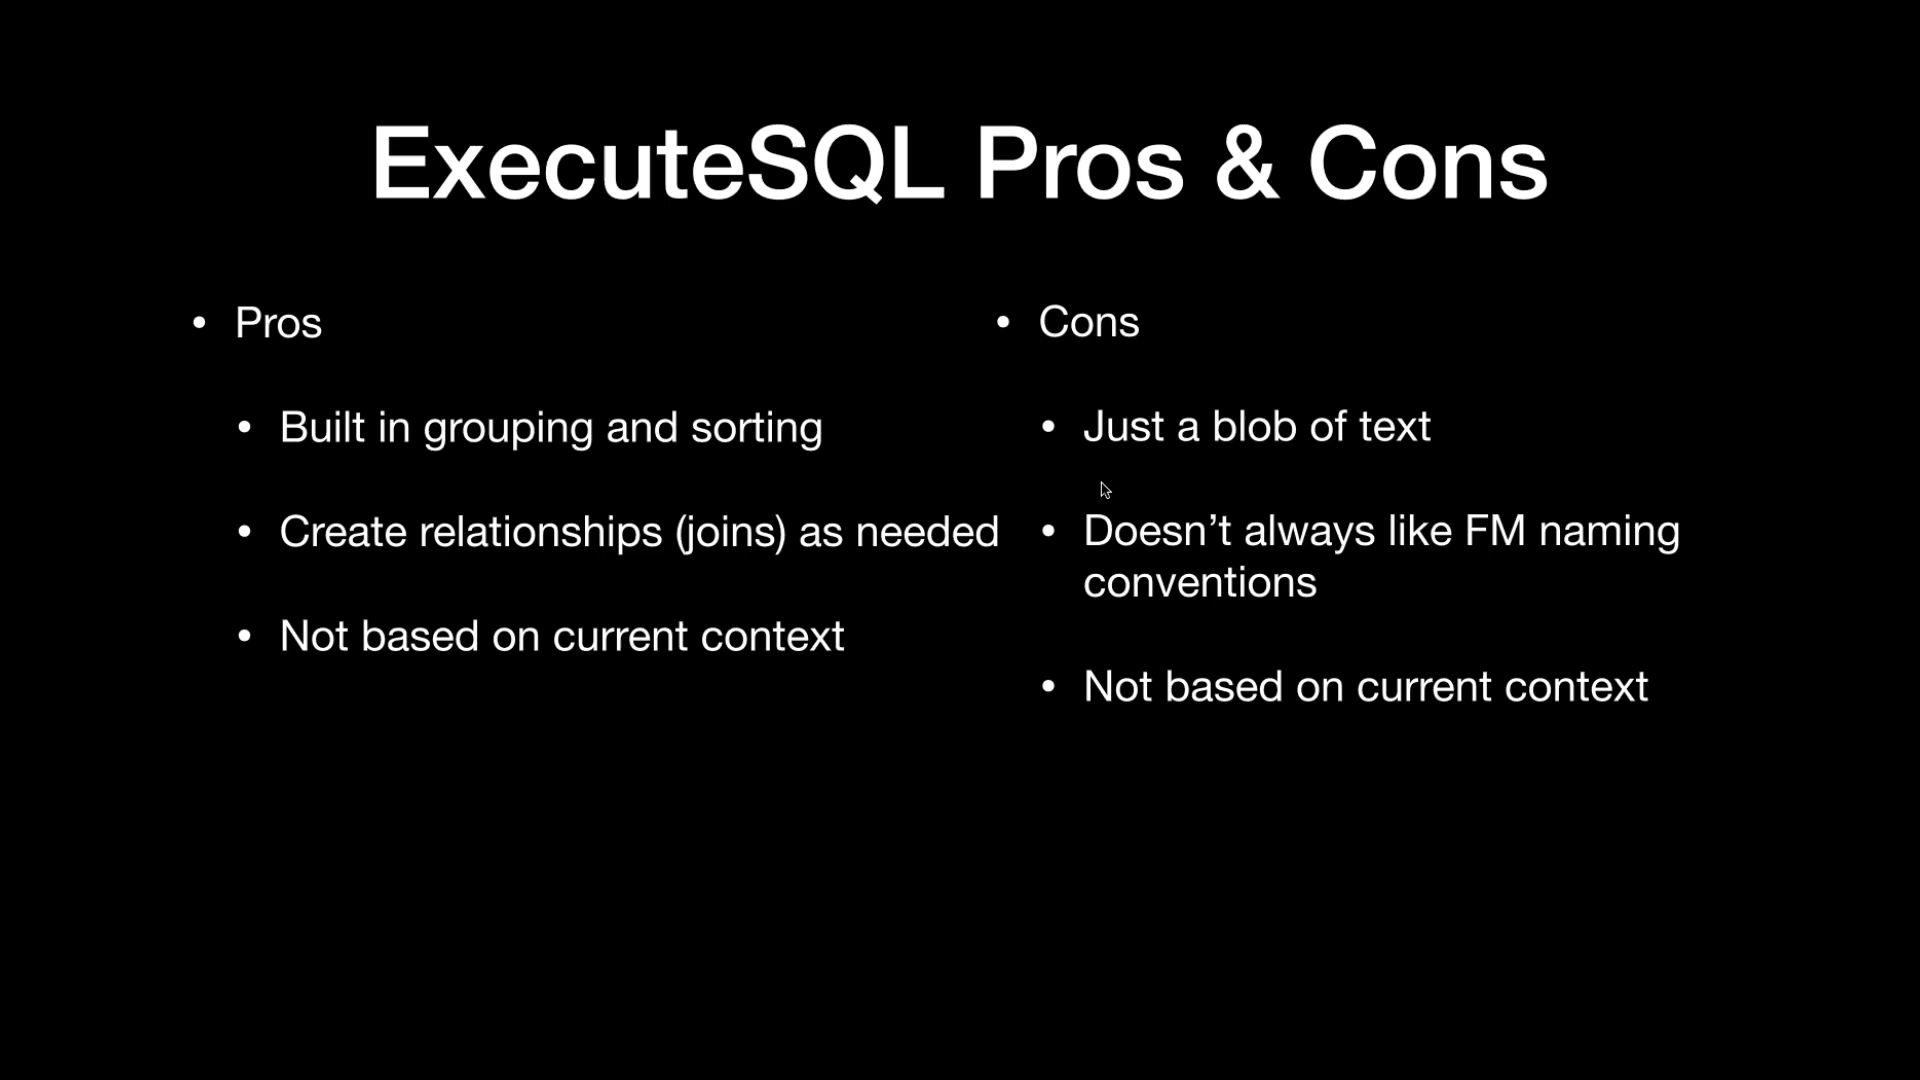 ExecuteSQL Pros & Cons
• Pros
• Built in grouping and sorting
• Create relationships (joins) as needed
• Not based on current context
• Cons
• Just a blob of text
• Doesn’t always like FM naming
conventions
• Not based on current context